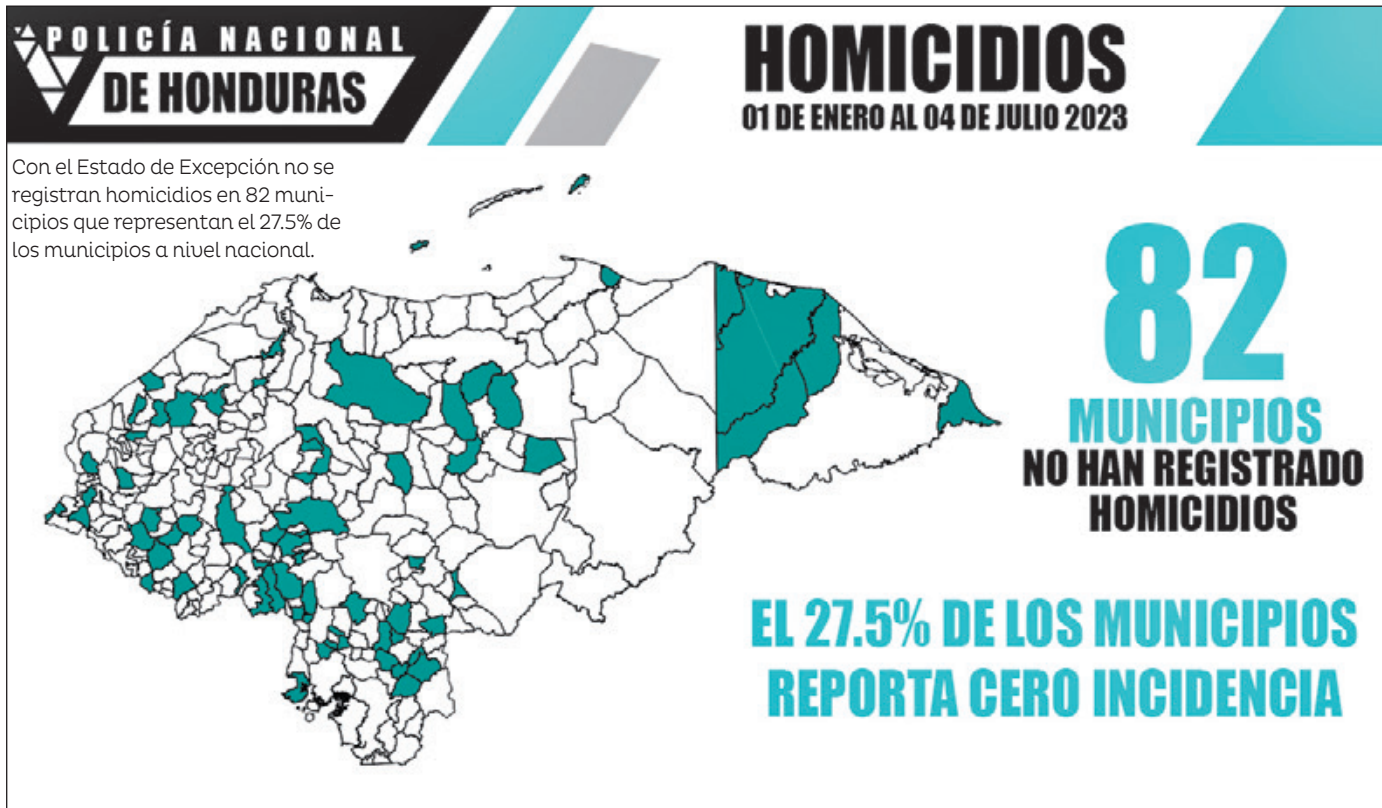 POLICÍA NACIONAL
DE HONDURAS
HOMICIDIOS
01 DE ENERO AL 04 DE JULIO 2023
Con el Estado de Excepción no se
registran homicidios en 82 muni-
cipios que representan el 27.5% de
los municipios a nivel nacional.
82
MUNICIPIOS
NO HAN REGISTRADO
HOMICIDIOS
EL 27.5% DE LOS MUNICIPIOS
REPORTA CERO INCIDENCIA